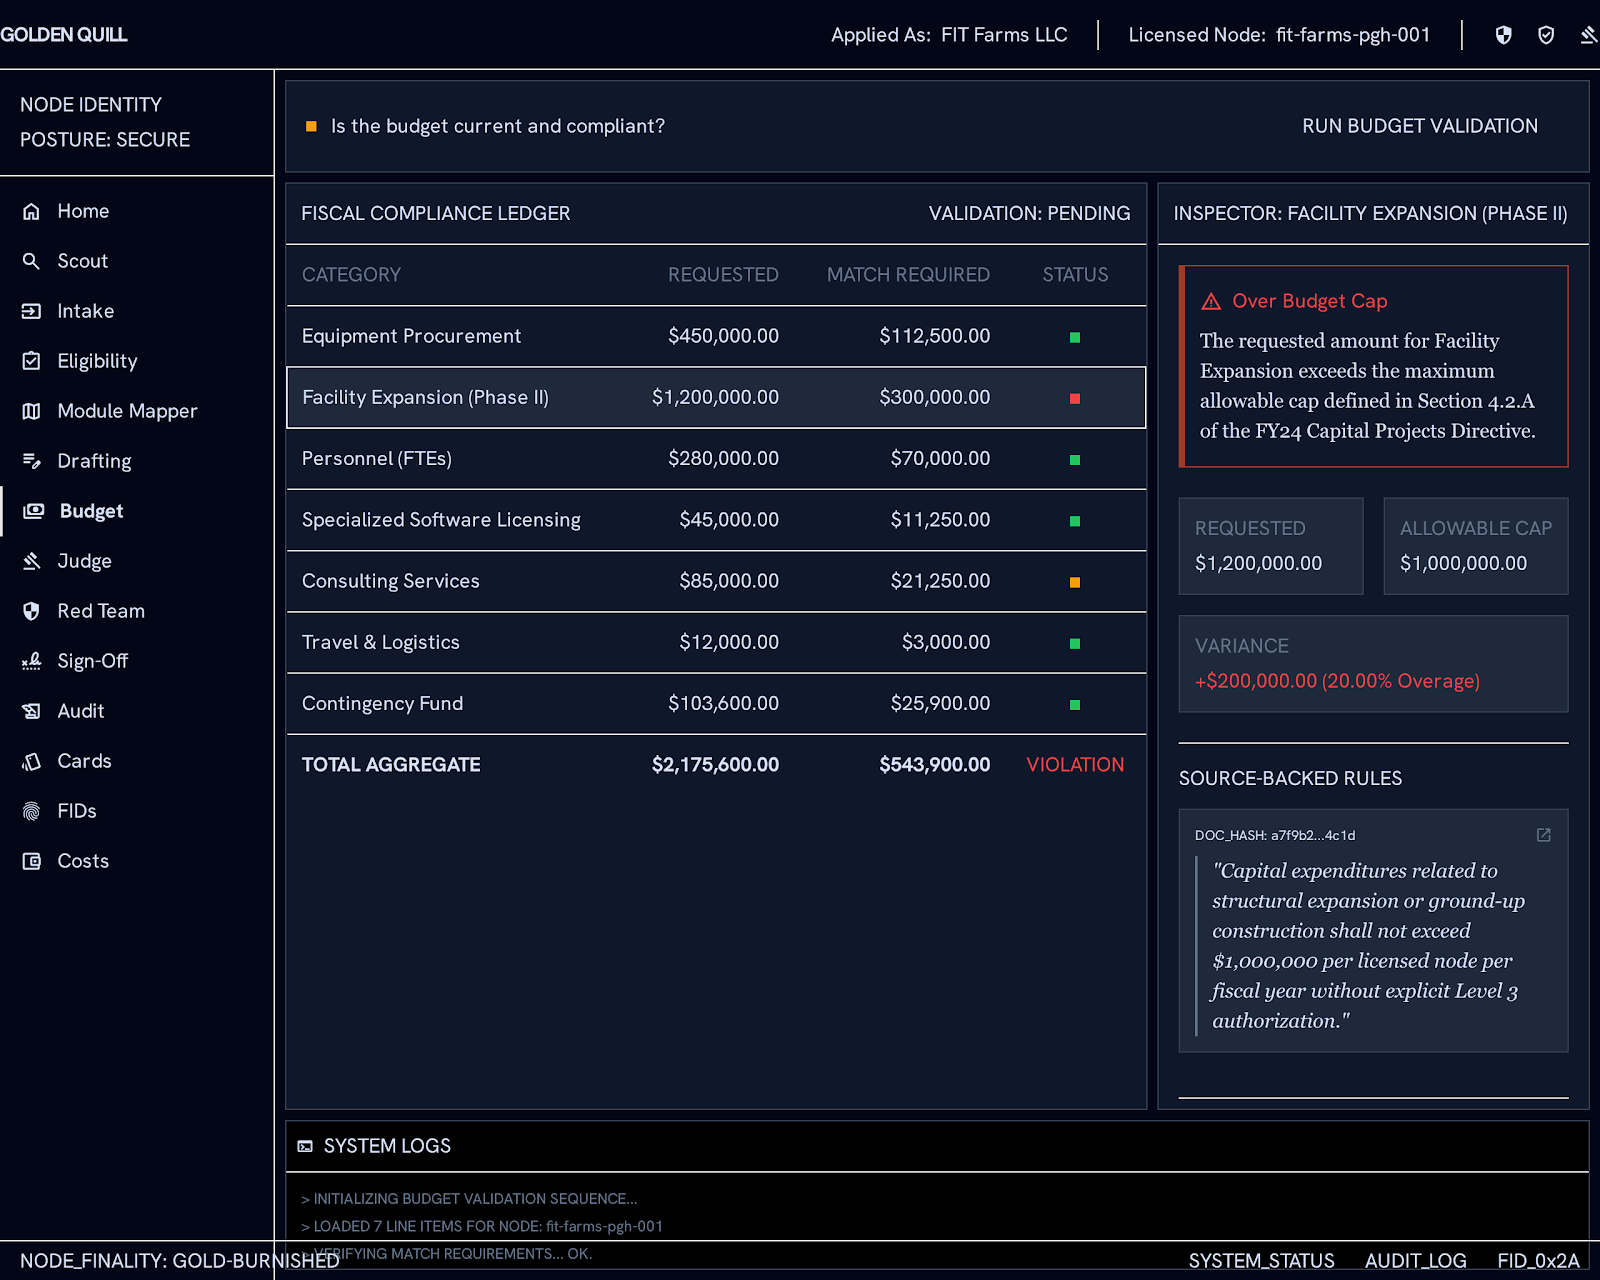 GOLDEN QUILL
Applied As: FIT Farms LLC
Licensed Node: fit-farms-pgh-001
NODE IDENTITY
POSTURE: SECURE
Home
Scout
Intake
Eligibility
Module Mapper
Drafting
Budget
Judge
Red Team
Sign-Off
Audit
Cards
FIDs
Costs
Is the budget current and compliant?
RUN BUDGET VALIDATION
FISCAL COMPLIANCE LEDGER
VALIDATION: PENDING
CATEGORY REQUESTED MATCH REQUIRED STATUS
Equipment Procurement $450,000.00 $112,500.00
Facility Expansion (Phase II) $1,200,000.00 $300,000.00
Personnel (FTEs) $280,000.00 $70,000.00
Specialized Software Licensing $45,000.00 $11,250.00
Consulting Services $85,000.00 $21,250.00
Travel & Logistics $12,000.00 $3,000.00
Contingency Fund $103,600.00 $25,900.00
TOTAL AGGREGATE $2,175,600.00 $543,900.00 VIOLATION
INSPECTOR: FACILITY EXPANSION (PHASE II)
Over Budget Cap
The requested amount for Facility
Expansion exceeds the maximum
allowable cap defined in Section 4.2.A
of the FY24 Capital Projects Directive.
REQUESTED
$1,200,000.00
ALLOWABLE CAP
$1,000,000.00
VARIANCE
+$200,000.00 (20.00% Overage)
SOURCE-BACKED RULES
DOC_HASH: a7f9b2...4c1d
"Capital expenditures related to
structural expansion or ground-up
construction shall not exceed
$1,000,000 per licensed node per
fiscal year without explicit Level 3
authorization."
SYSTEM LOGS
> INITIALIZING BUDGET VALIDATION SEQUENCE...
> LOADED 7 LINE ITEMS FOR NODE: fit-farms-pgh-001
> VERIFYING MATCH REQUIREMENTS... OK.
NODE_FINALITY: GOLD-BURNISHED
SYSTEM_STATUS
AUDIT_LOG
FID_0x2A